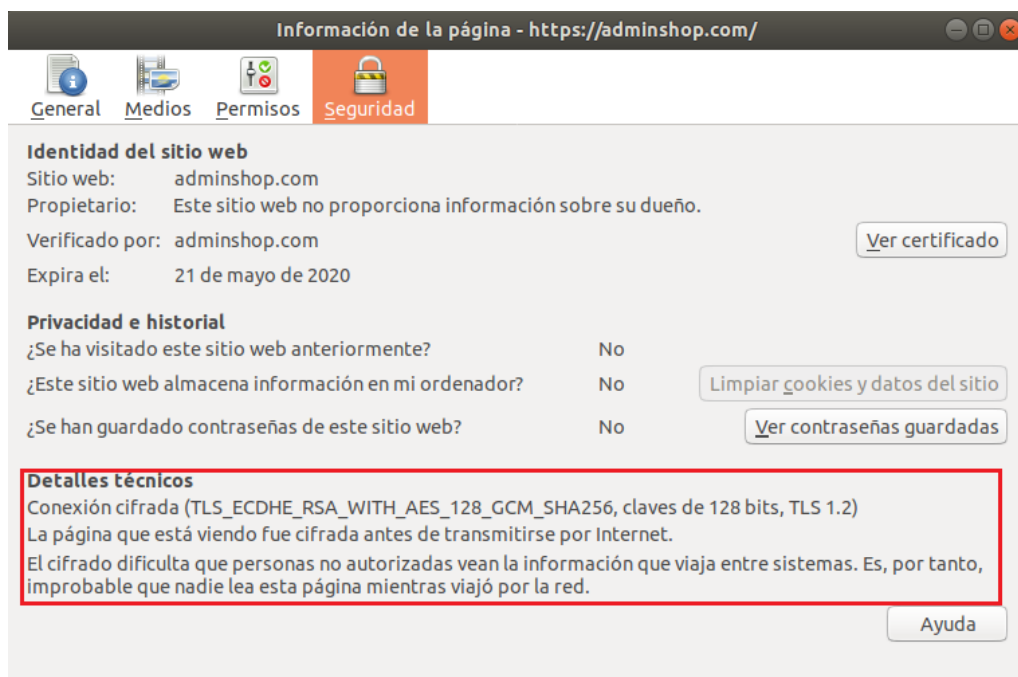 Información de la página - https://adminshop.com/
General Medios Permisos Seguridad
Identidad del sitio web
Sitio web: adminshop.com
Propietario: Este sitio web no proporciona información sobre su dueño.
Verificado por: adminshop.com Ver certificado
Expira el: 21 de mayo de 2020
Privacidad e historial
¿Se ha visitado este sitio web anteriormente? No
¿Este sitio web almacena información en mi ordenador? No Limpiar cookies y datos del sitio
¿Se han guardado contraseñas de este sitio web? No Ver contraseñas guardadas
Detalles técnicos
Conexión cifrada (TLS_ECDHE_RSA_WITH_AES_128_GCM_SHA256, claves de 128 bits, TLS 1.2)
La página que está viendo fue cifrada antes de transmitirse por Internet.
El cifrado dificulta que personas no autorizadas vean la información que viaja entre sistemas. Es, por tanto,
improbable que nadie lea esta página mientras viajó por la red.
Ayuda